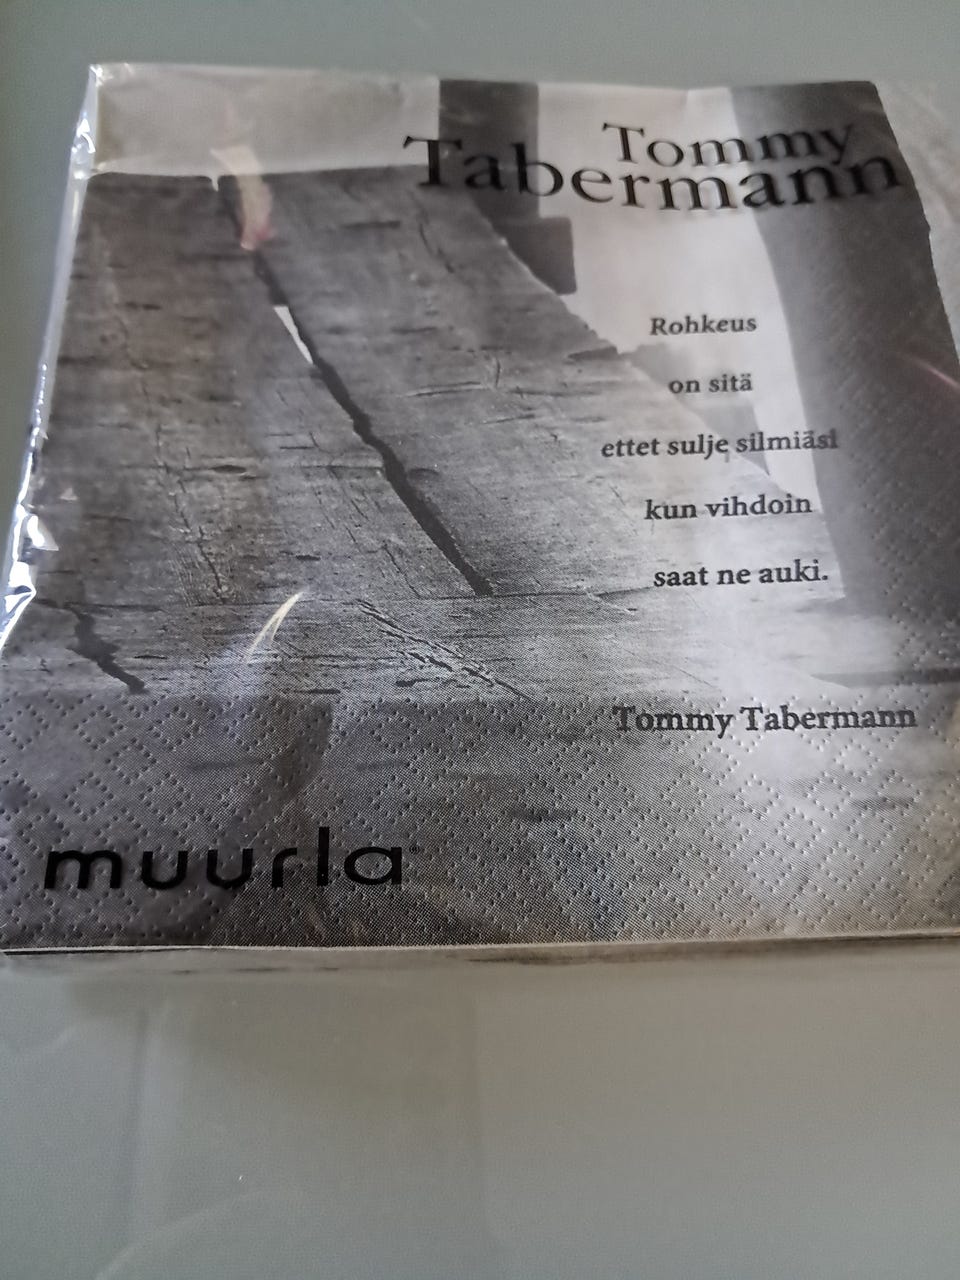 Tommy
Tabermann
Rohkeus
on sitä
ettet sulje silmiäsi
kun vihdoin
saat ne auki.
Tommy Tabermann
muurla